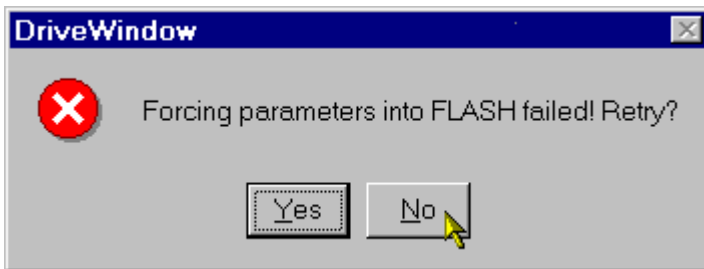 DriveWindow
Forcing parameters into FLASH failed! Retry?
Yes No